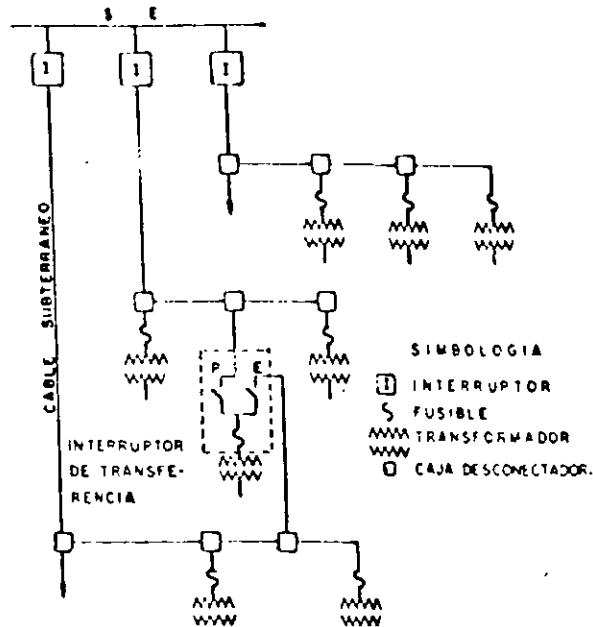 S E
I I I
CABLE SUBTERRANEO
P E
INTERRUPTOR
DE TRANSFE-
RENCIA
SIMBOLOGIA
I INTERRUPTOR
FUSIBLE
TRANSFORMADOR
CAJA DESCONECTADOR.